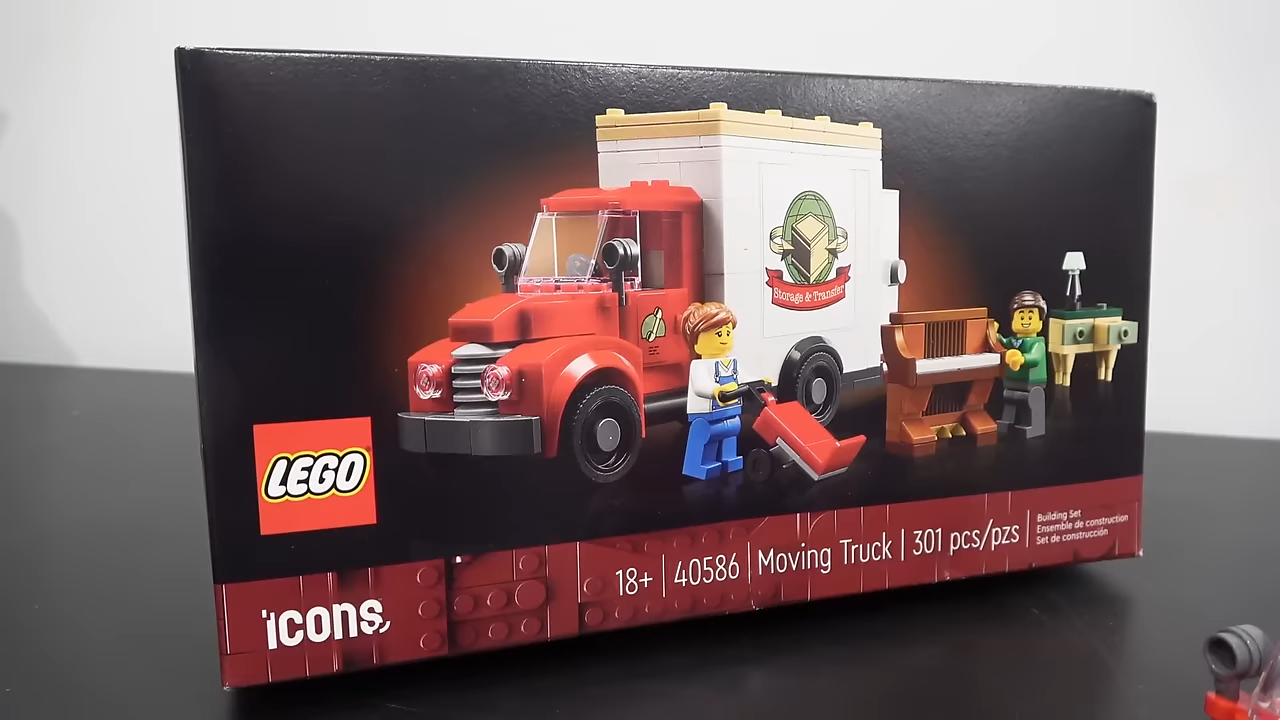 Storage & Transfer
LEGO
18+ | 40586 | Moving Truck | 301 pcs/pzs
Building Set
Ensemble de construction
Set de construcción
icons